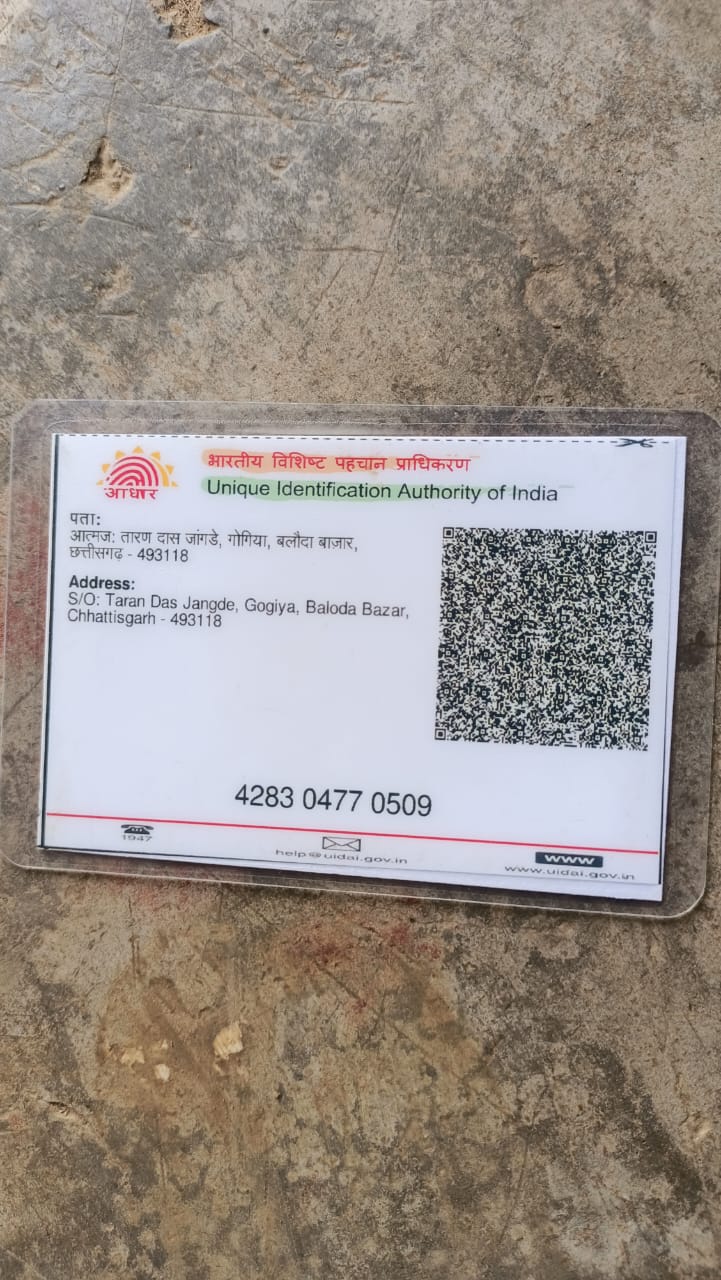 आधार
भारतीय विशिष्ट पहचान प्राधिकरण
Unique Identification Authority of India
पता:
आत्मज: तारण दास जांगडे, गोगिया, बलौदा बाज़ार,
छत्तीसगढ़ - 493118
Address:
S/O: Taran Das Jangde, Gogiya, Baloda Bazar,
Chhattisgarh - 493118
4283 0477 0509
1947
help@uidai.gov.in
www
www.uidai.gov.in